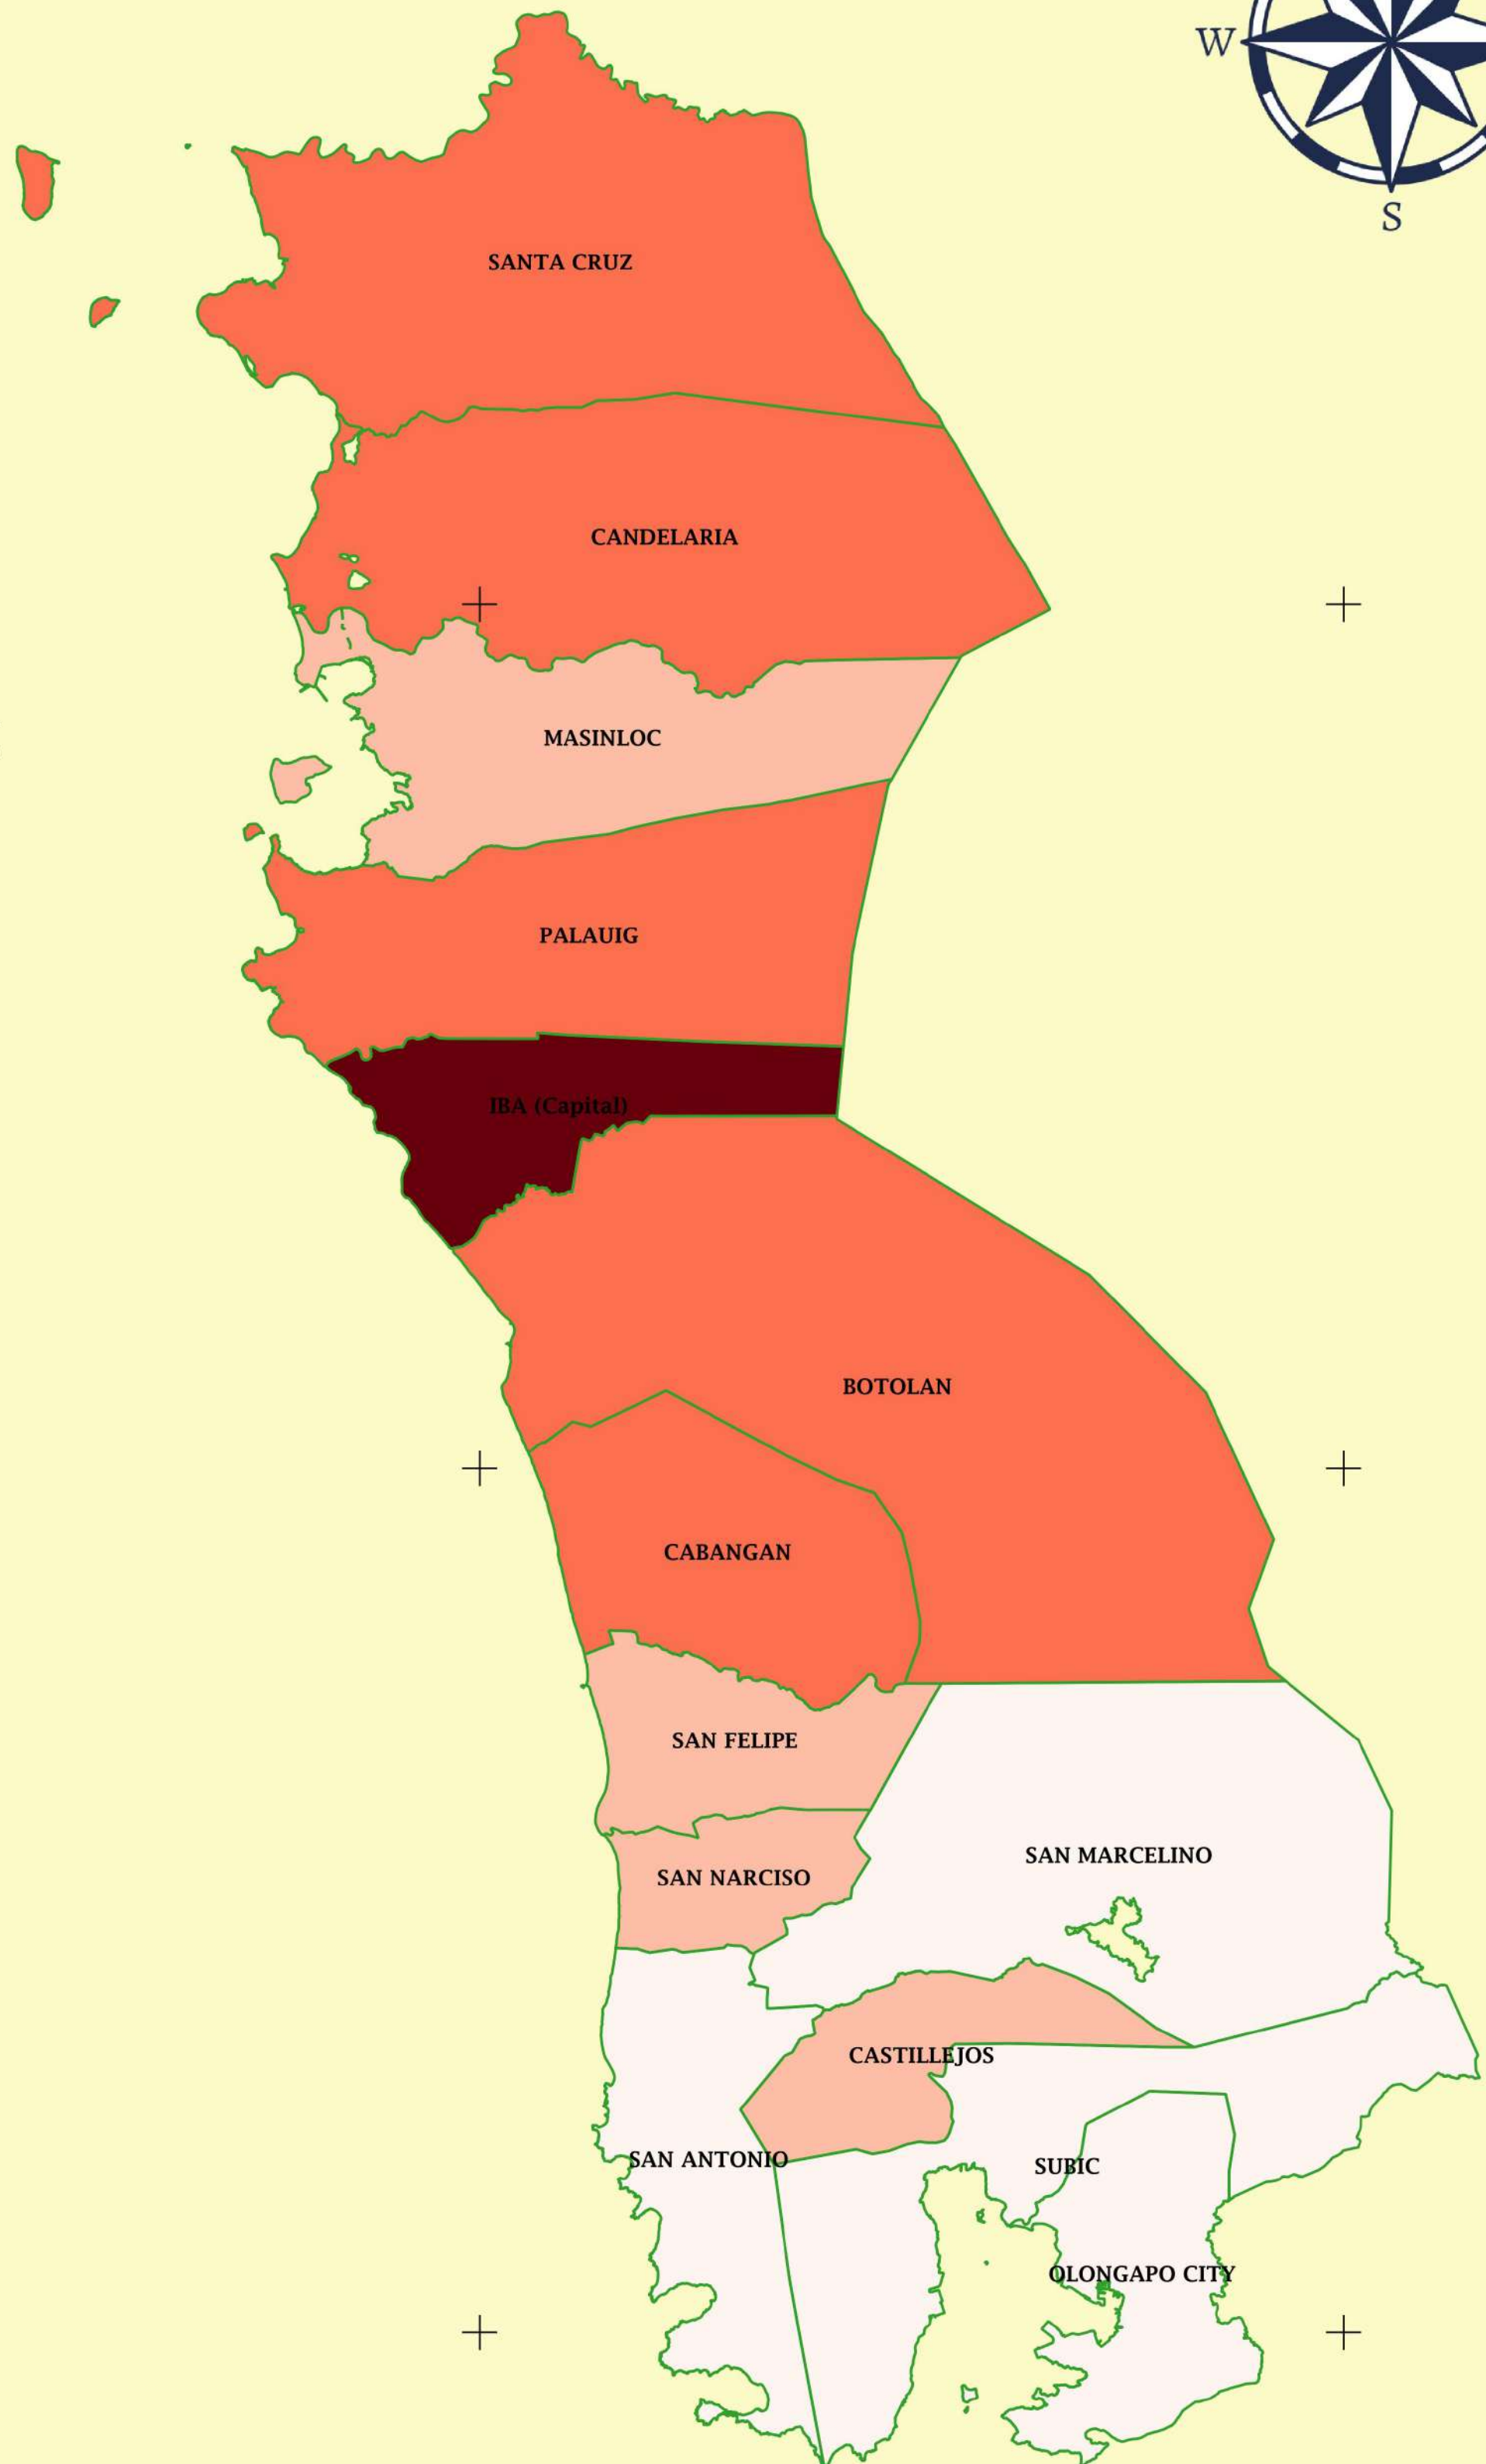 W
S
SANTA CRUZ
CANDELARIA
MASINLOC
PALAUIG
IBA (Capital)
BOTOLAN
CABANGAN
SAN FELIPE
SAN MARCELINO
SAN NARCISO
CASTILLEJOS
SAN ANTONIO
SUBIC
OLONGAPO CITY